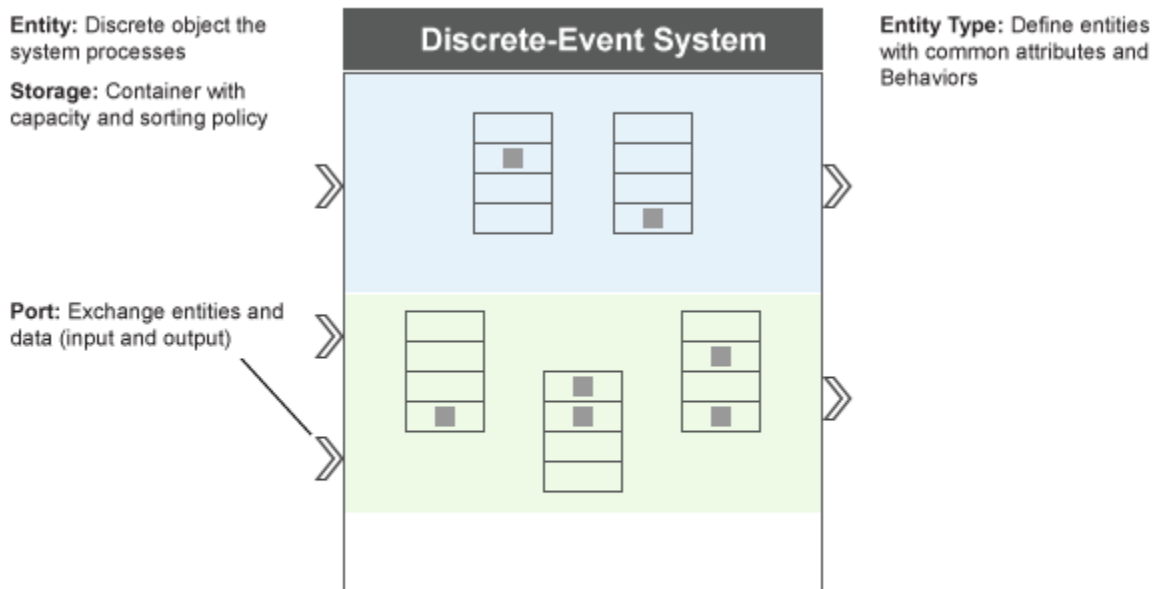 Entity: Discrete object the
system processes
Storage: Container with
capacity and sorting policy
Discrete-Event System
Entity Type: Define entities
with common attributes and
Behaviors
Port: Exchange entities and
data (input and output)